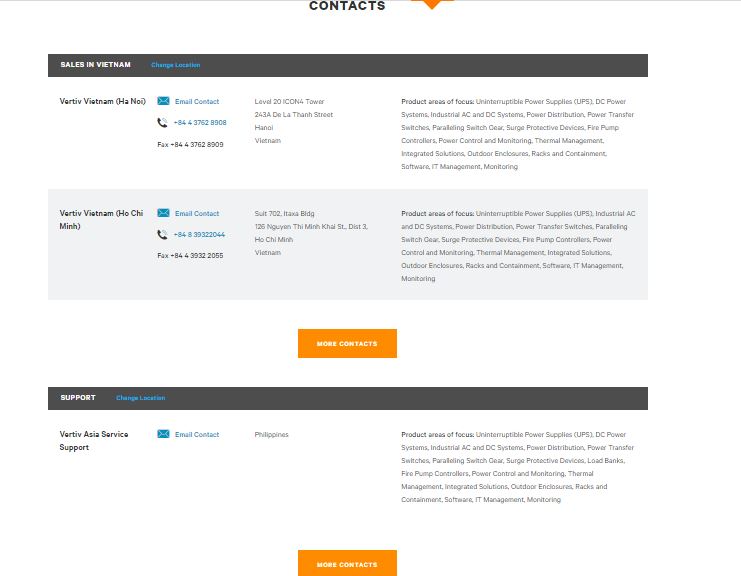 CONTACTS
SALES IN VIETNAM Change Location
Vertiv Vietnam (Ha Noi)
Email Contact
+84 4 3762 8908
Fax +84 4 3762 8909
Level 20 ICON4 Tower
243A De La Thanh Street
Hanoi
Vietnam
Product areas of focus: Uninterruptible Power Supplies (UPS), DC Power
Systems, Industrial AC and DC Systems, Power Distribution, Power Transfer
Switches, Paralleling Switch Gear, Surge Protective Devices, Fire Pump
Controllers, Power Control and Monitoring, Thermal Management,
Integrated Solutions, Outdoor Enclosures, Racks and Containment,
Software, IT Management, Monitoring
Vertiv Vietnam (Ho Chi
Minh)
Email Contact
+84 8 39322044
Fax +84 4 3932 2055
Suit 702, Itaxa Bldg
126 Nguyen Thi Minh Khai St., Dist 3,
Ho Chi Minh
Vietnam
Product areas of focus: Uninterruptible Power Supplies (UPS), Industrial AC
and DC Systems, Power Distribution, Power Transfer Switches, Paralleling
Switch Gear, Surge Protective Devices, Fire Pump Controllers, Power
Control and Monitoring, Thermal Management, Integrated Solutions,
Outdoor Enclosures, Racks and Containment, Software, IT Management,
Monitoring
MORE CONTACTS
SUPPORT Change Location
Vertiv Asia Service
Support
Email Contact
Philippines
Product areas of focus: Uninterruptible Power Supplies (UPS), DC Power
Systems, Industrial AC and DC Systems, Power Distribution, Power Transfer
Switches, Paralleling Switch Gear, Surge Protective Devices, Load Banks,
Fire Pump Controllers, Power Control and Monitoring, Thermal
Management, Integrated Solutions, Outdoor Enclosures, Racks and
Containment, Software, IT Management, Monitoring
MORE CONTACTS